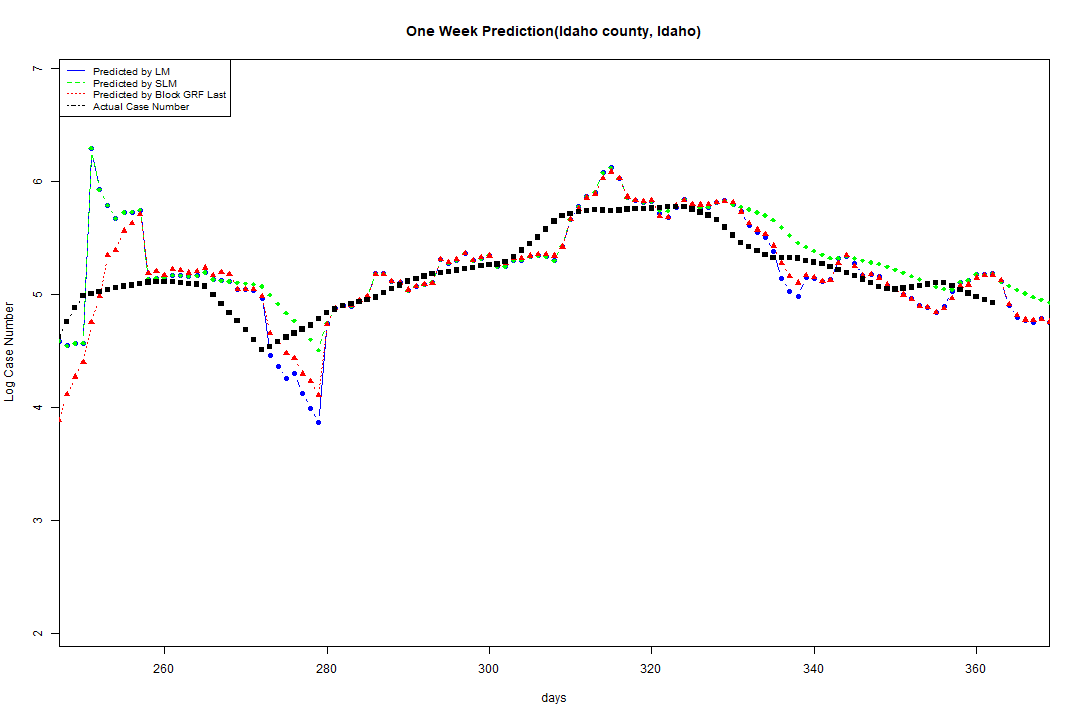 One Week Prediction(Idaho county, Idaho)
7
6
5
4
3
2
Log Case Number
Predicted by LM
Predicted by SLM
Predicted by Block GRF Last
Actual Case Number
260
280
300
320
340
360
days